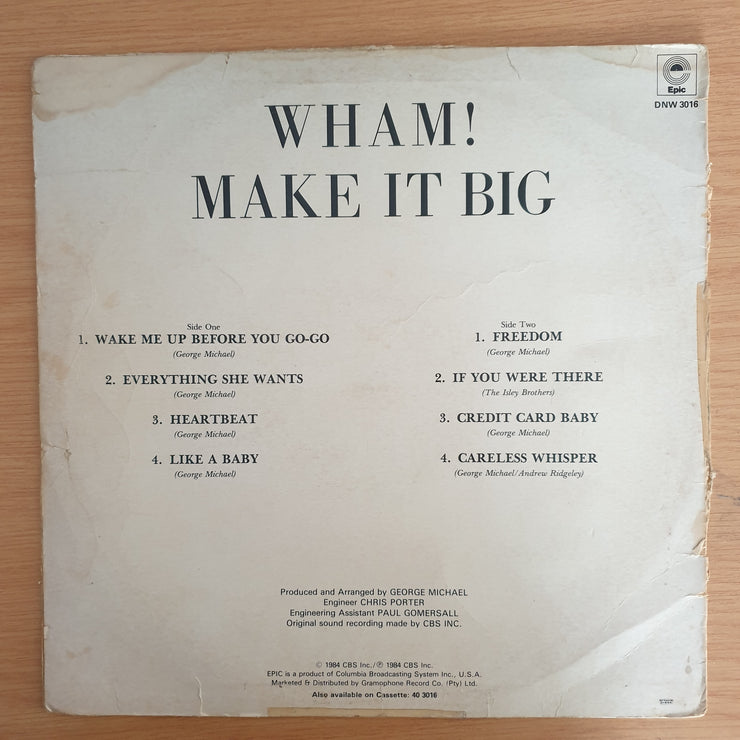 Epic
DNW 3016
WHAM!
MAKE IT BIG
Side One
1. WAKE ME UP BEFORE YOU GO-GO
(George Michael)
2. EVERYTHING SHE WANTS
(George Michael)
3. HEARTBEAT
(George Michael)
4. LIKE A BABY
(George Michael)
Side Two
1. FREEDOM
(George Michael)
2. IF YOU WERE THERE
(The Isley Brothers)
3. CREDIT CARD BABY
(George Michael)
4. CARELESS WHISPER
(George Michael/Andrew Ridgeley)
Produced and Arranged by GEORGE MICHAEL
Engineer CHRIS PORTER
Engineering Assistant PAUL GOMERSALL
Original sound recording made by CBS INC.
© 1984 CBS Inc./℗ 1984 CBS Inc.
EPIC is a product of Columbia Broadcasting System Inc., U.S.A.
Marketed & Distributed by Gramophone Record Co. (Pty) Ltd.
Also available on Cassette: 40 3016